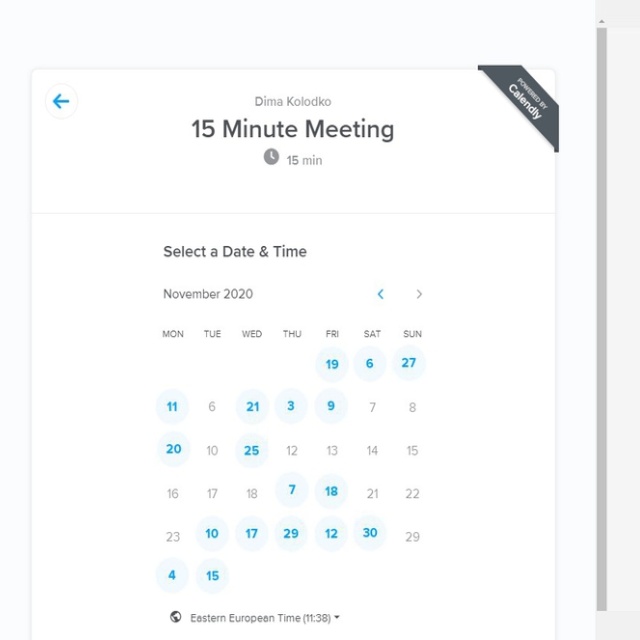 POWERED BY
Calendly
Dima Kolodko
15 Minute Meeting
15 min
Select a Date & Time
November 2020
MON TUE WED THU FRI SAT SUN
19 6 27
11 6 21 3 9 7 8
20 10 25 12 13 14 15
16 17 18 7 18 21 22
23 10 17 29 12 30 29
4 15
Eastern European Time (11:38)